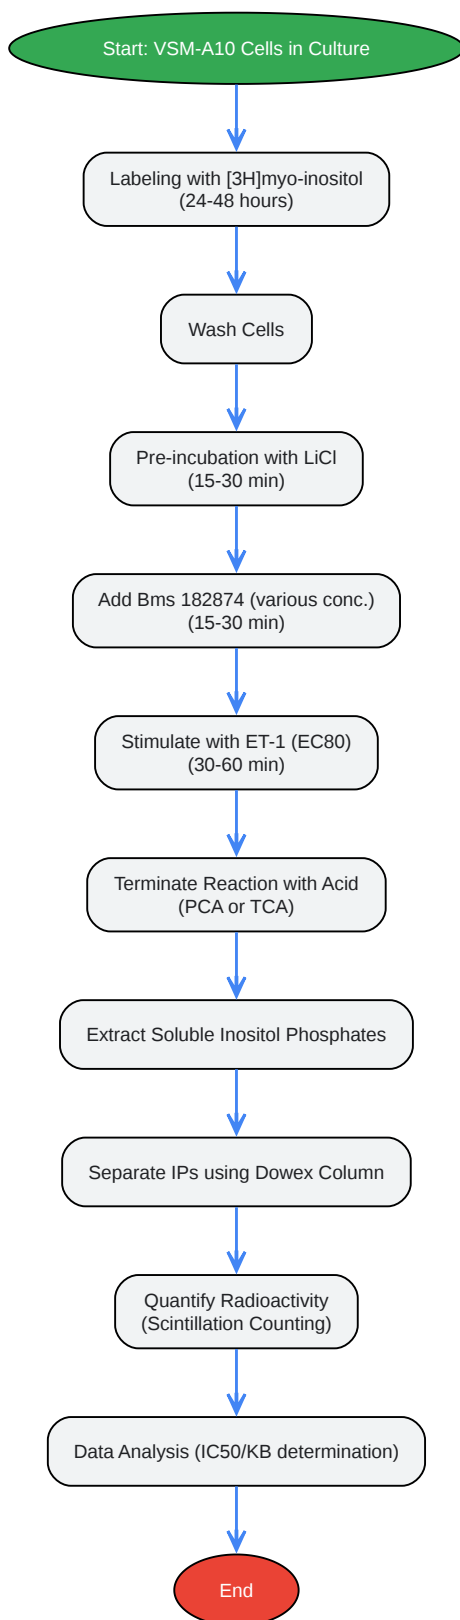 Start: VSM-A10 Cells in Culture
Labeling with [3H]myo-inositol
(24-48 hours)
Wash Cells
Pre-incubation with LiCl
(15-30 min)
Add Bms 182874 (various conc.)
(15-30 min)
Stimulate with ET-1 (EC80)
(30-60 min)
Terminate Reaction with Acid
(PCA or TCA)
Extract Soluble Inositol Phosphates
Separate IPs using Dowex Column
Quantify Radioactivity
(Scintillation Counting)
Data Analysis (IC50/KB determination)
End